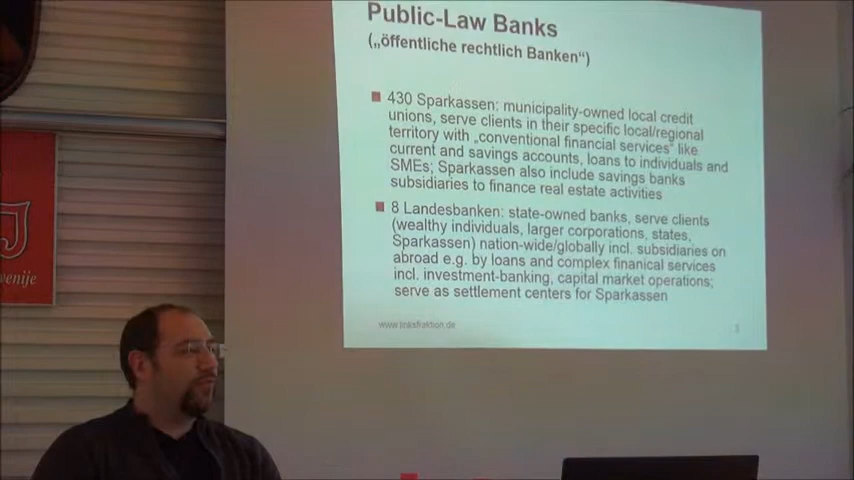 Public-Law Banks
(„öffentliche rechtlich Banken“)
430 Sparkassen: municipality-owned local credit
unions, serve clients in their specific local/regional
territory with „conventional financial services“ like
current and savings accounts, loans to individuals and
SMEs; Sparkassen also include savings banks
subsidiaries to finance real estate activities
8 Landesbanken: state-owned banks, serve clients
(wealthy individuals, larger corporations, states,
Sparkassen) nation-wide/globally incl. subsidiaries on
abroad e.g. by loans and complex finanical services
incl. investment-banking, capital market operations;
serve as settlement centers for Sparkassen
www.linksfraktion.de